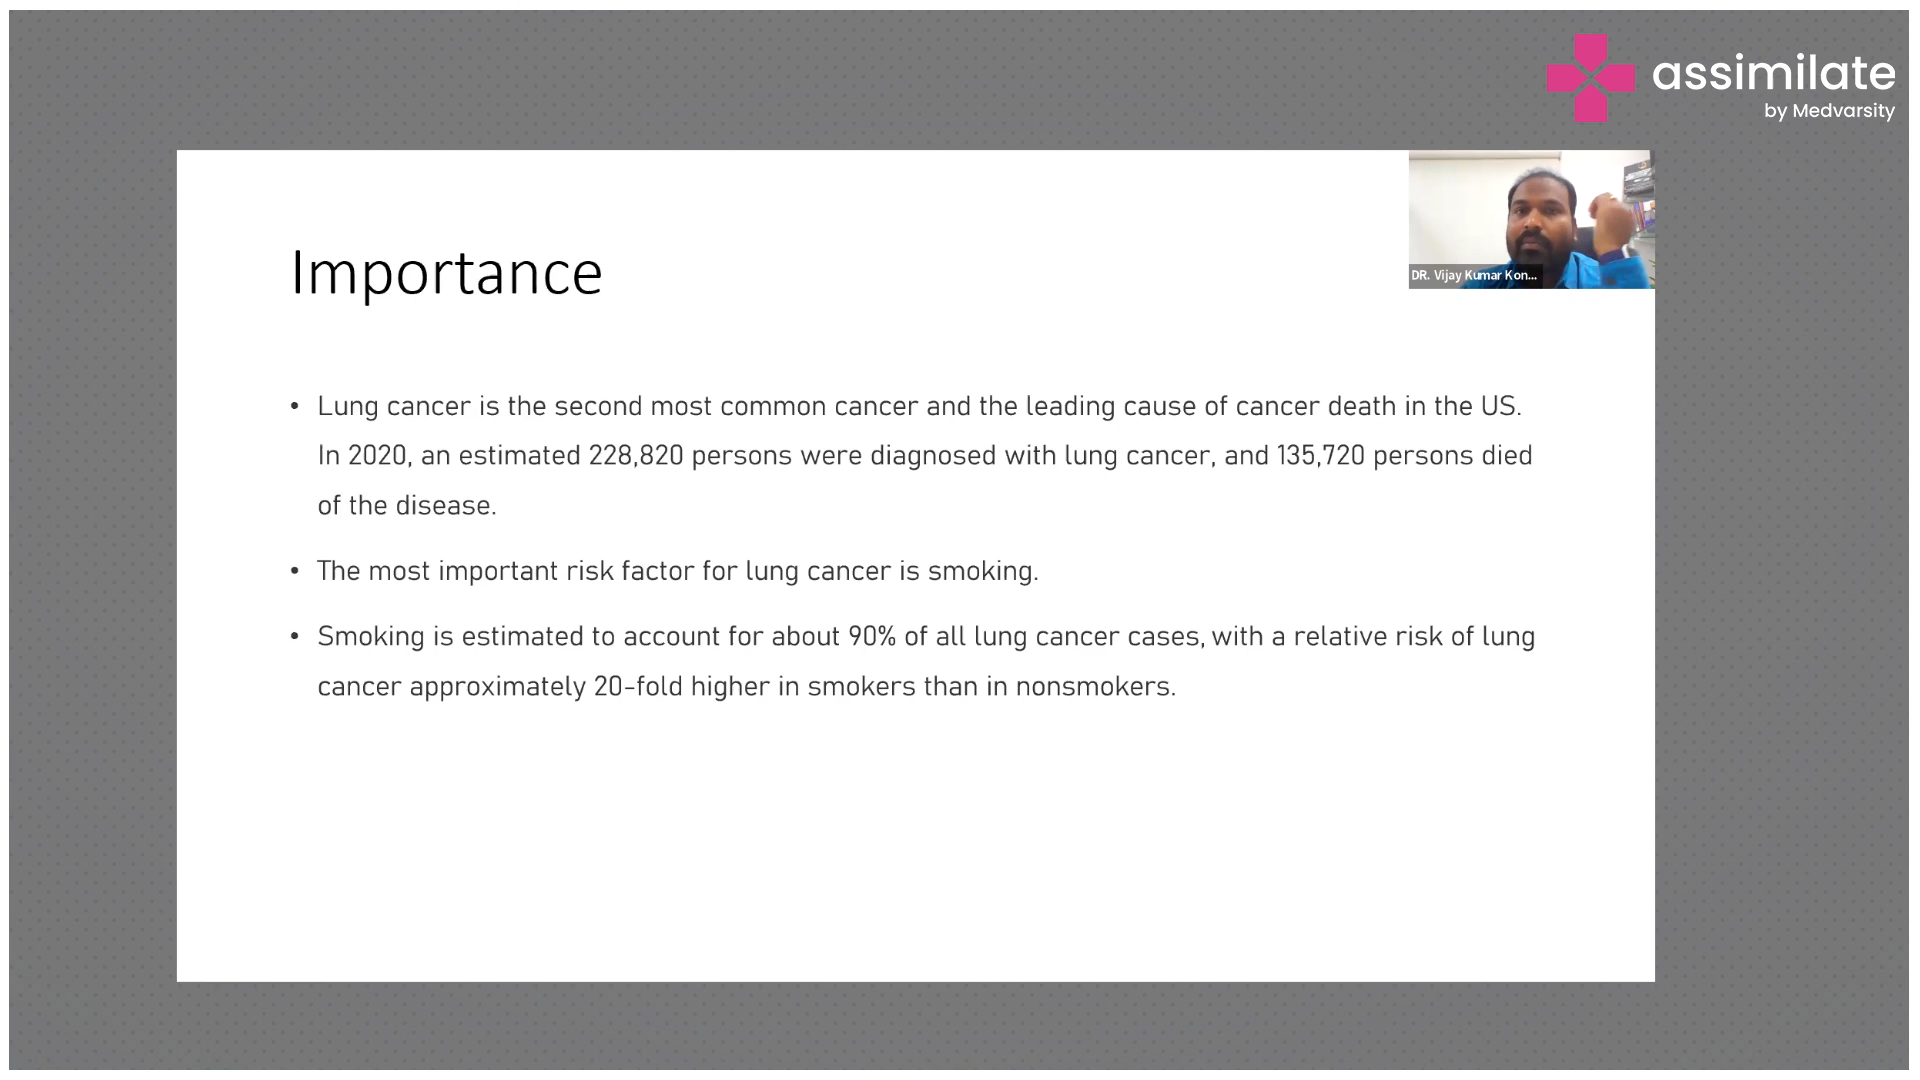 assimilate
by Medvarsity
DR. Vijay Kumar Kon...
Importance
• Lung cancer is the second most common cancer and the leading cause of cancer death in the US.
In 2020, an estimated 228,820 persons were diagnosed with lung cancer, and 135,720 persons died
of the disease.
• The most important risk factor for lung cancer is smoking.
• Smoking is estimated to account for about 90% of all lung cancer cases, with a relative risk of lung
cancer approximately 20-fold higher in smokers than in nonsmokers.